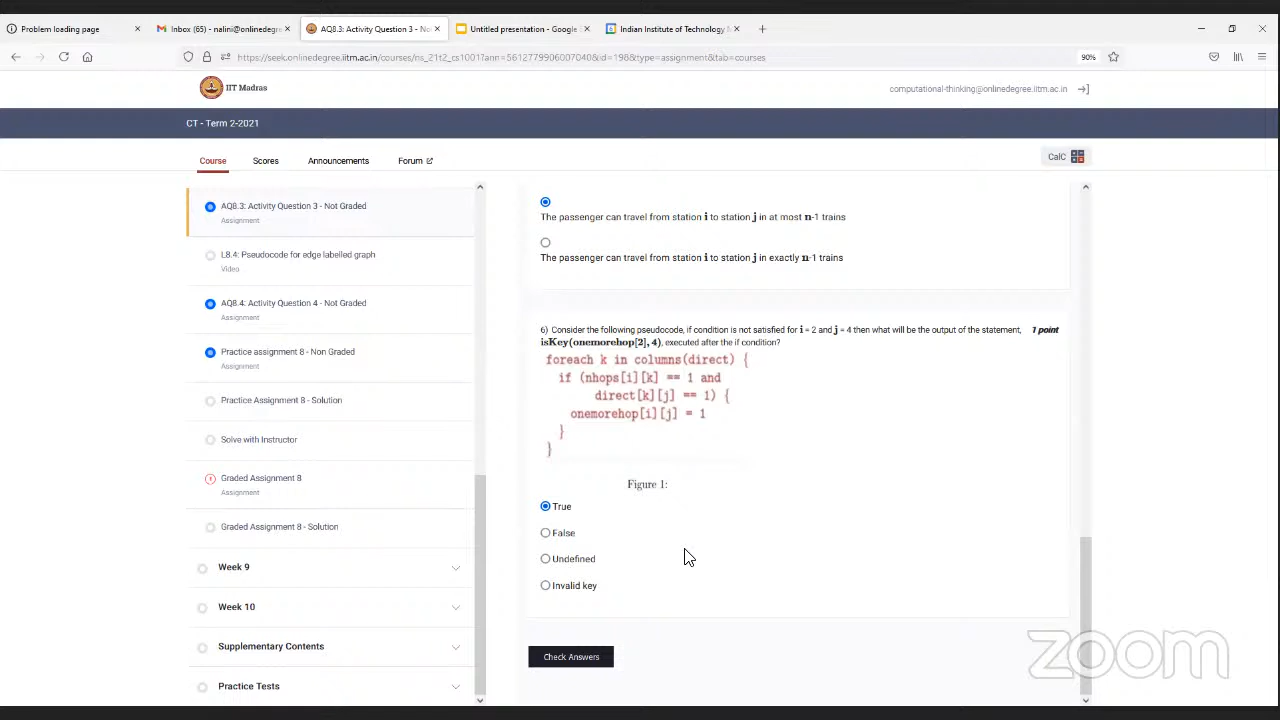 Problem loading page
Inbox (65) - nalini@onlinedegre
AQ8.3: Activity Question 3 - No
Untitled presentation - Google
Indian Institute of Technology M
https://seek.onlinedegree.iitm.ac.in/courses/ns_21t2_cs1001?ann=5612779906007040&id=198&type=assignment&tab=courses
90%
IIT Madras
computational-thinking@onlinedegree.iitm.ac.in
CT - Term 2-2021
Course
Scores
Announcements
Forum
CalC
AQ8.3: Activity Question 3 - Not Graded
Assignment
L8.4: Pseudocode for edge labelled graph
Video
AQ8.4: Activity Question 4 - Not Graded
Assignment
Practice assignment 8 - Non Graded
Assignment
Practice Assignment 8 - Solution
Solve with Instructor
Graded Assignment 8
Assignment
Graded Assignment 8 - Solution
Week 9
Week 10
Supplementary Contents
Practice Tests
The passenger can travel from station i to station j in at most n-1 trains
The passenger can travel from station i to station j in exactly n-1 trains
6) Consider the following pseudocode, if condition is not satisfied for i = 2 and j = 4 then what will be the output of the statement, 1 point
isKey(onemorehop[2], 4), executed after the if condition?
foreach k in columns(direct) {
if (nhops[i][k] == 1 and
direct[k][j] == 1) {
onemorehop[i][j] = 1
}
}
Figure 1:
True
False
Undefined
Invalid key
Check Answers
zoom